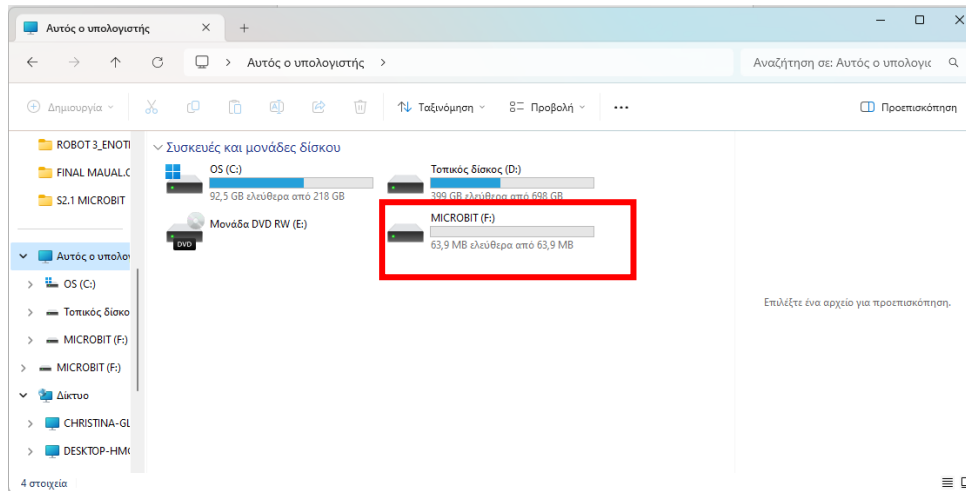 Αυτός ο υπολογιστής
Αυτός ο υπολογιστής
Αναζήτηση σε: Αυτός ο υπολογις
Δημιουργία
Ταξινόμηση
Προβολή
Προεπισκόπηση
ROBOT 3_ENOTI
FINAL MAUAL.C
S2.1 MICROBIT
Αυτός ο υπολογ
OS (C:)
Τοπικός δίσκο
MICROBIT (F:)
MICROBIT (F:)
Δίκτυο
CHRISTINA-GL
DESKTOP-HMC
Συσκευές και μονάδες δίσκου
OS (C:)
92,5 GB ελεύθερα από 218 GB
Τοπικός δίσκος (D:)
399 GB ελεύθερα από 698 GB
Μονάδα DVD RW (E:)
DVD
MICROBIT (F:)
63,9 MB ελεύθερα από 63,9 MB
Επιλέξτε ένα αρχείο για προεπισκόπηση.
4 στοιχεία